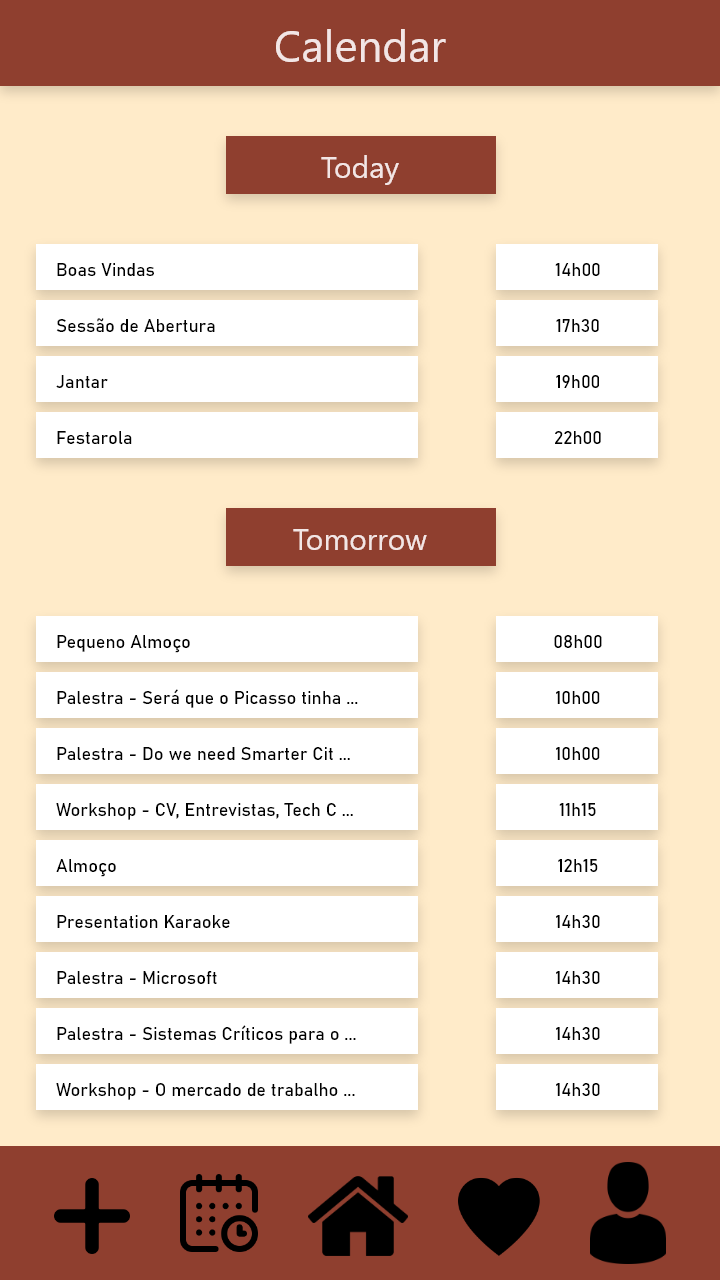 Calendar
Today
Boas Vindas 14h00
Sessão de Abertura 17h30
Jantar 19h00
Festarola 22h00
Tomorrow
Pequeno Almoço 08h00
Palestra - Será que o Picasso tinha ... 10h00
Palestra - Do we need Smarter Cit ... 10h00
Workshop - CV, Entrevistas, Tech C ... 11h15
Almoço 12h15
Presentation Karaoke 14h30
Palestra - Microsoft 14h30
Palestra - Sistemas Críticos para o ... 14h30
Workshop - O mercado de trabalho ... 14h30